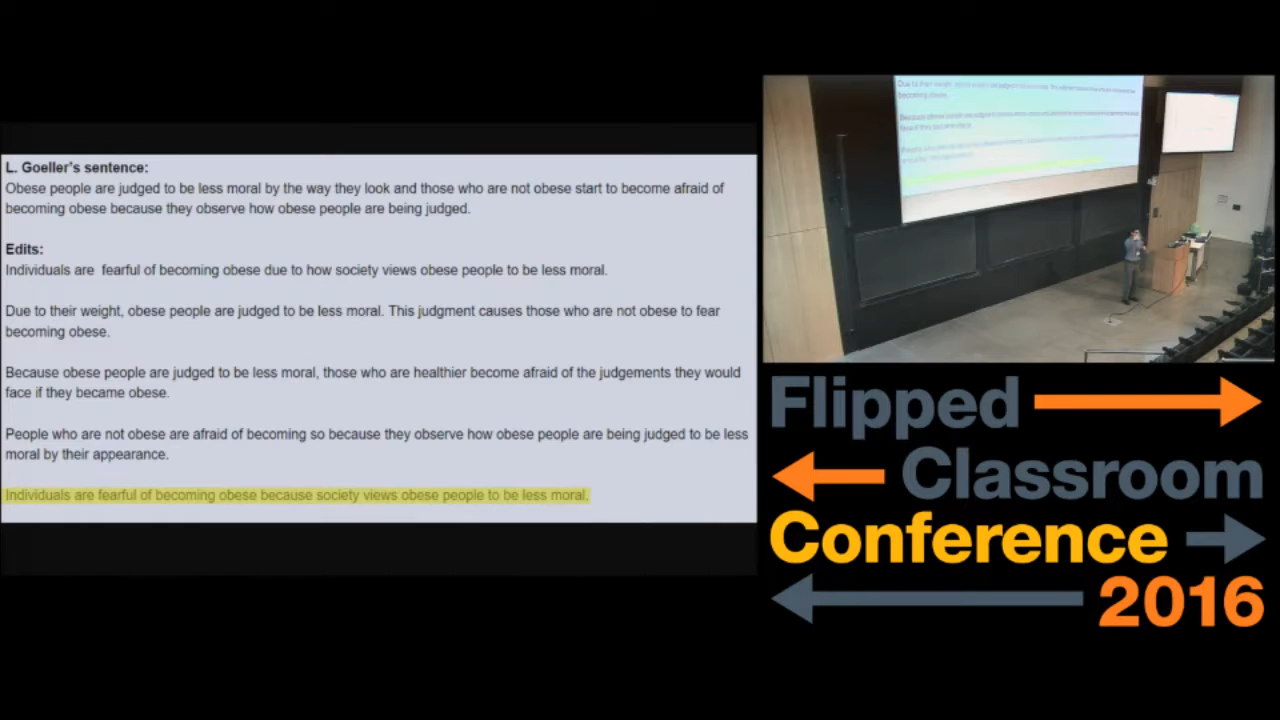 L. Goeller's sentence:
Obese people are judged to be less moral by the way they look and those who are not obese start to become afraid of
becoming obese because they observe how obese people are being judged.
Edits:
Individuals are  fearful of becoming obese due to how society views obese people to be less moral.
Due to their weight, obese people are judged to be less moral. This judgment causes those who are not obese to fear
becoming obese.
Because obese people are judged to be less moral, those who are healthier become afraid of the judgements they would
face if they became obese.
People who are not obese are afraid of becoming so because they observe how obese people are being judged to be less
moral by their appearance.
Individuals are fearful of becoming obese because society views obese people to be less moral.
Flipped
Classroom
Conference
2016